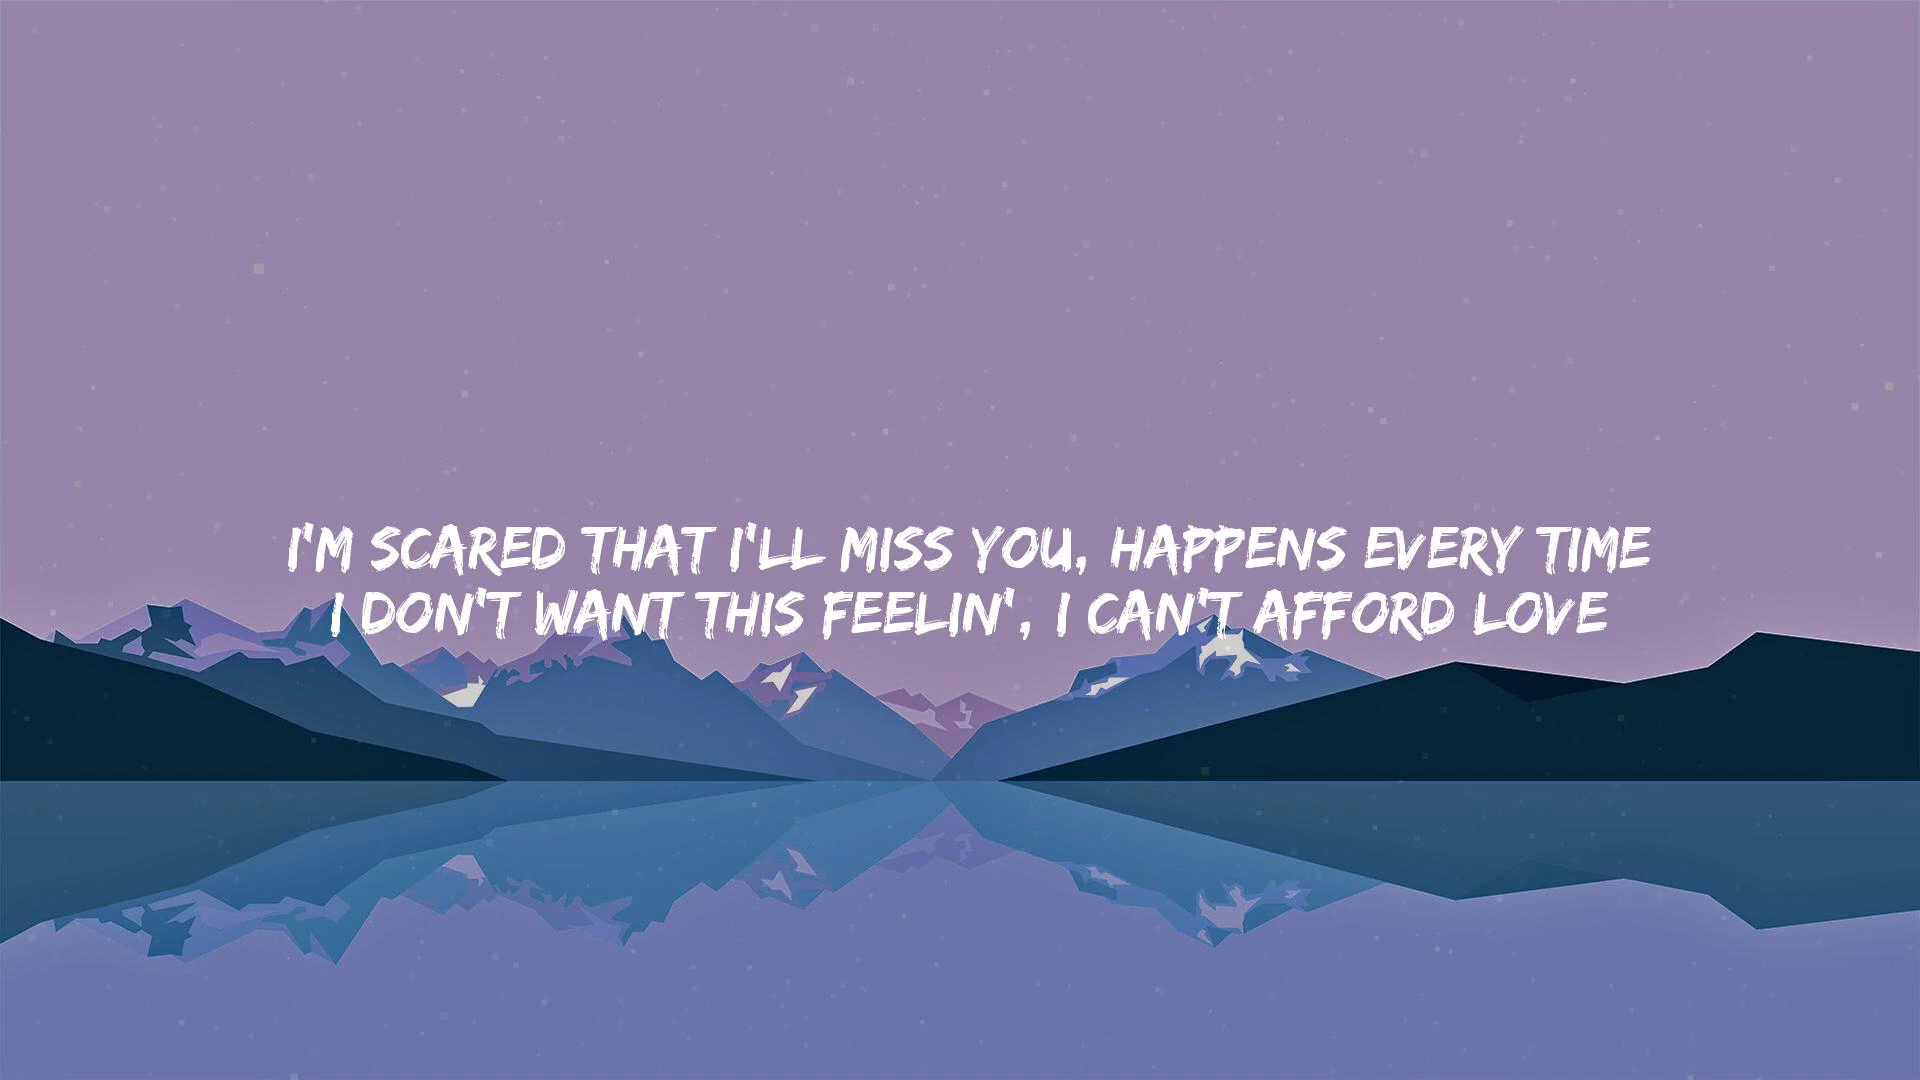 I'M SCARED THAT I'LL MISS YOU, HAPPENS EVERY TIME
I DON'T WANT THIS FEELIN', I CAN'T AFFORD LOVE